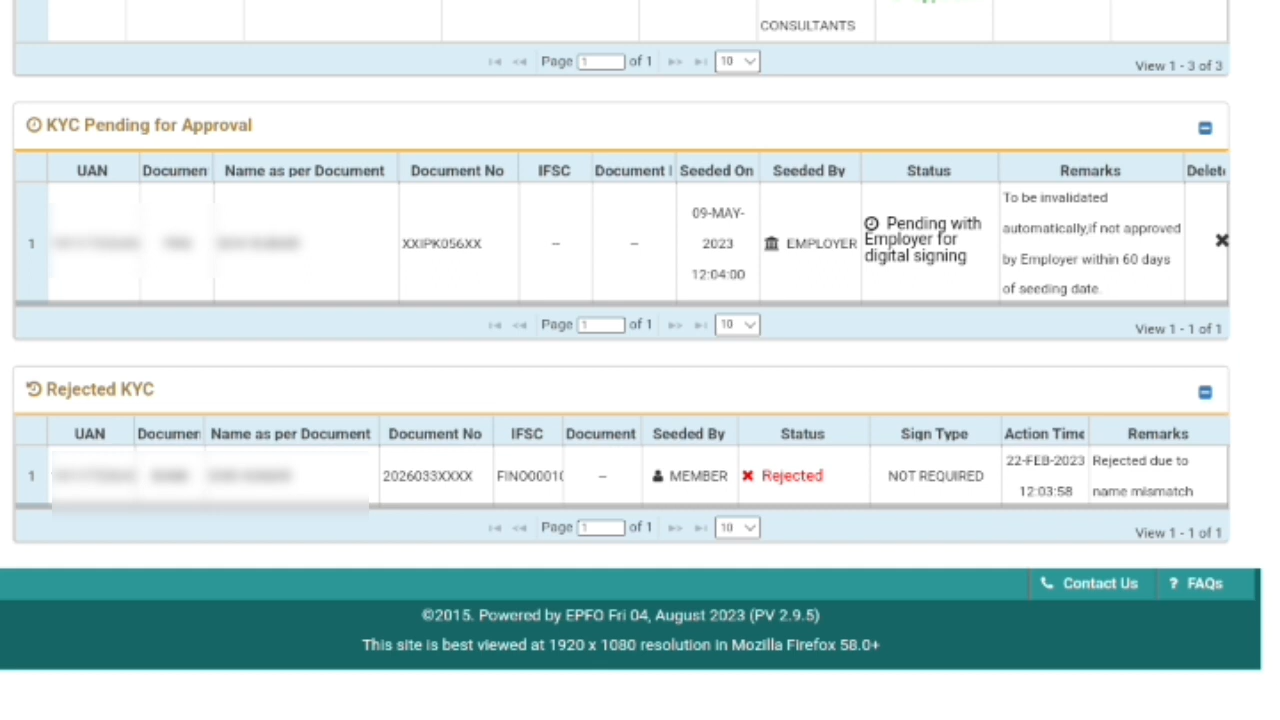 CONSULTANTS
Page 1 of 1 10 View 1 - 3 of 3
KYC Pending for Approval
UAN Documen Name as per Document Document No IFSC Document Seeded On Seeded By Status Remarks Delete
1 XXIPK056XX -- -- 09-MAY-2023 12:04:00 EMPLOYER Pending with Employer for digital signing To be invalidated automatically,if not approved by Employer within 60 days of seeding date.
Page 1 of 1 10 View 1 - 1 of 1
Rejected KYC
UAN Documen Name as per Document Document No IFSC Document Seeded By Status Sign Type Action Time Remarks
1 2026033XXXX FINO0001 -- MEMBER Rejected NOT REQUIRED 22-FEB-2023 12:03:58 Rejected due to name mismatch
Page 1 of 1 10 View 1 - 1 of 1
Contact Us ? FAQs
©2015. Powered by EPFO Fri 04, August 2023 (PV 2.9.5)
This site is best viewed at 1920 x 1080 resolution in Mozilla Firefox 58.0+